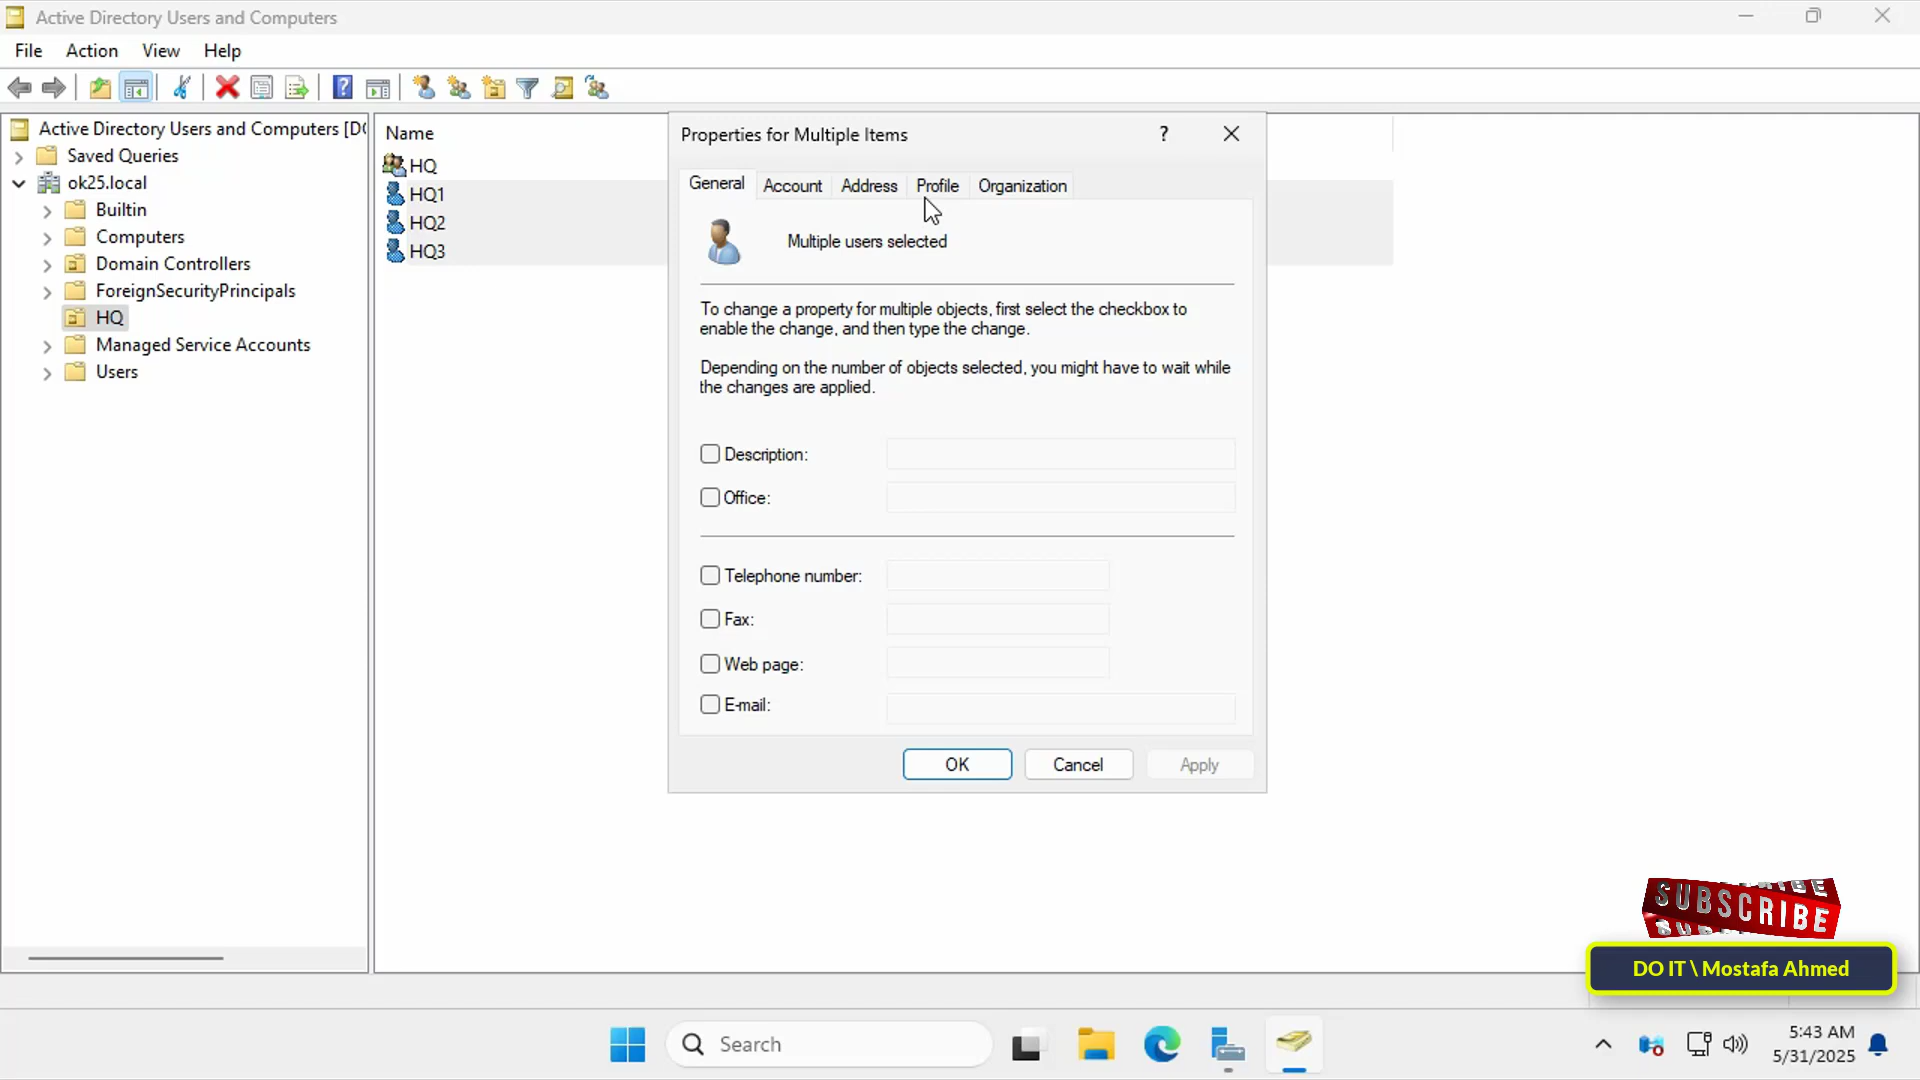 Active Directory Users and Computers
File Action View Help
Active Directory Users and Computers [D
Saved Queries
ok25.local
Builtin
Computers
Domain Controllers
ForeignSecurityPrincipals
HQ
Managed Service Accounts
Users
Name
HQ
HQ1
HQ2
HQ3
Properties for Multiple Items
General Account Address Profile Organization
Multiple users selected
To change a property for multiple objects, first select the checkbox to
enable the change, and then type the change.
Depending on the number of objects selected, you might have to wait while
the changes are applied.
Description:
Office:
Telephone number:
Fax:
Web page:
E-mail:
OK Cancel Apply
SUBSCRIBE
DO IT \ Mostafa Ahmed
Search
5:43 AM
5/31/2025